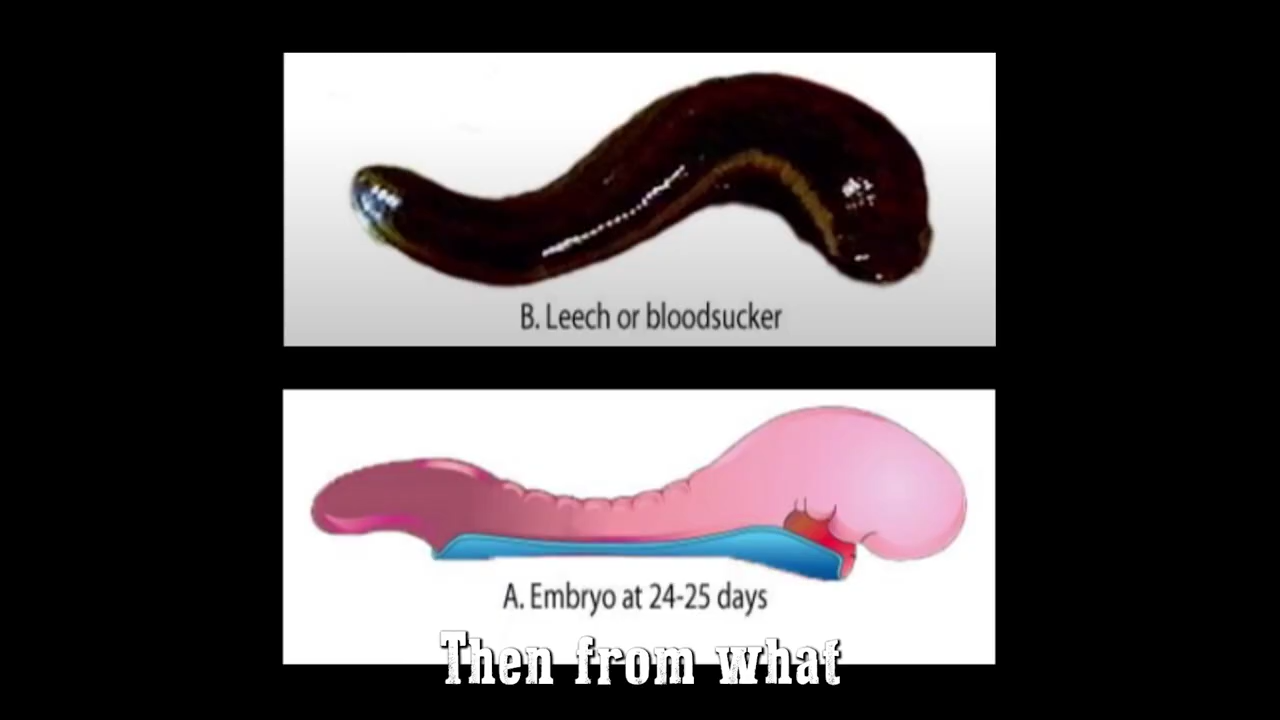 B. Leech or bloodsucker
A. Embryo at 24-25 days
Then from what